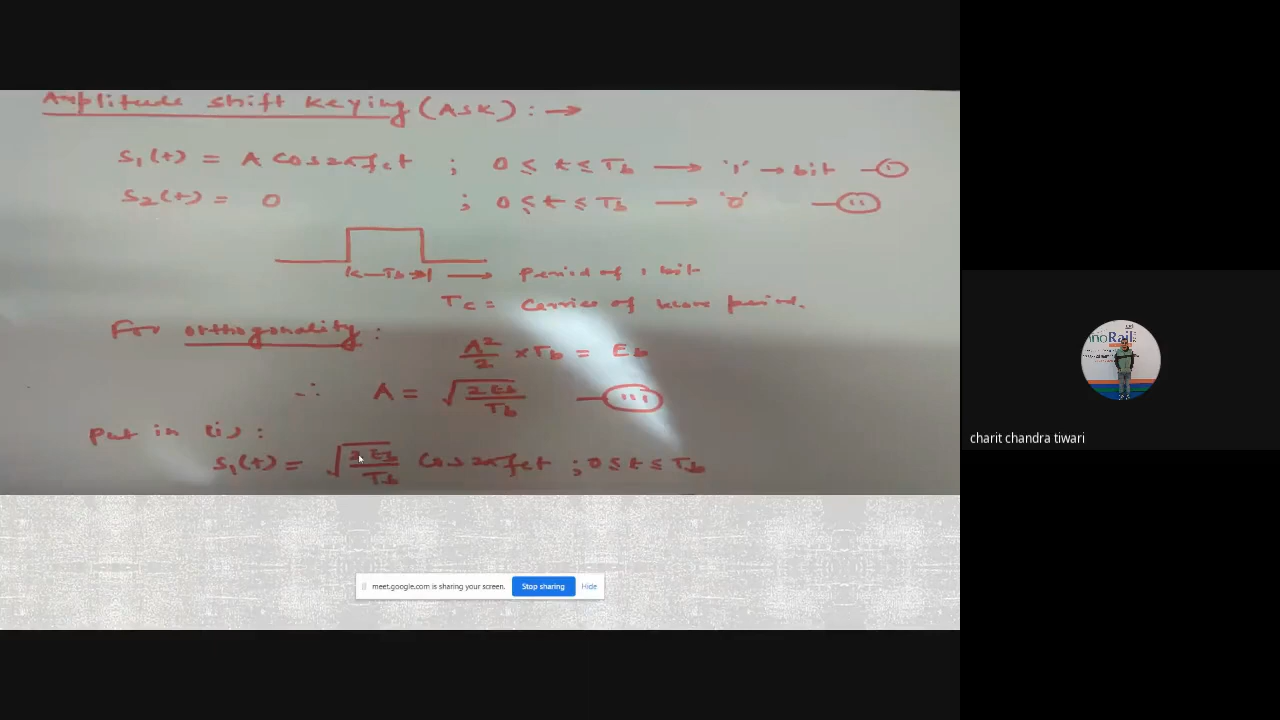 Amplitude shift keying (ASK) : →
S₁(t) = A Cos2πfct ; 0 ≤ t ≤ Tb → '1' → bit —(i)
S₂(t) = 0 ; 0 ≤ t ≤ Tb → '0' —(ii)
|←Tb→| → Period of 1 bit
Tc = Carrier of wave period.
For orthogonality :
A²/2 × Tb = Eb
∴ A = √(2Eb/Tb) —(iii)
Put in (i) :
S₁(t) = √(2Eb/Tb) Cos2πfct ; 0 ≤ t ≤ Tb
meet.google.com is sharing your screen. Stop sharing Hide
noRail
charit chandra tiwari